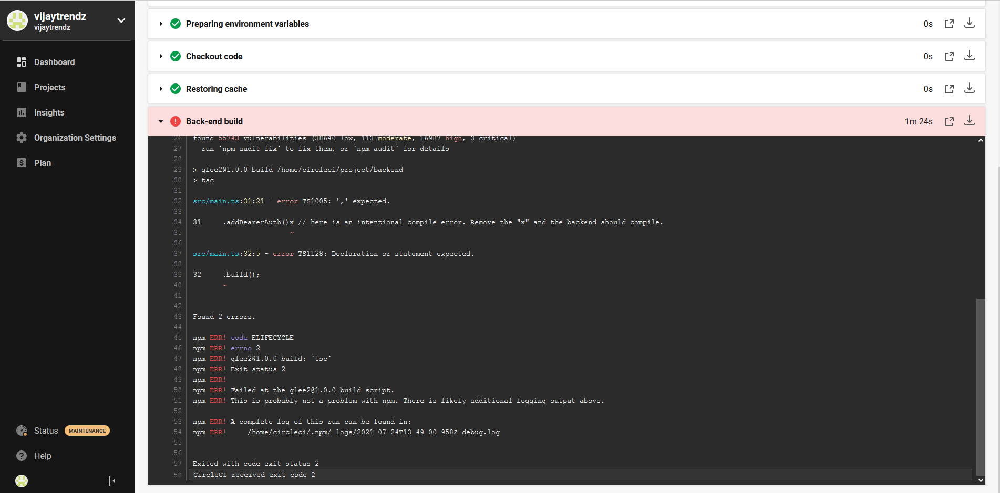 vijaytrendz
vijaytrendz
Dashboard
Projects
Insights
Organization Settings
Plan
Status MAINTENANCE
Help
Preparing environment variables 0s
Checkout code 0s
Restoring cache 0s
Back-end build 1m 24s
26 found 55743 vulnerabilities (38640 low, 113 moderate, 16987 high, 3 critical)
27 run `npm audit fix` to fix them, or `npm audit` for details
28
29 > glee2@1.0.0 build /home/circleci/project/backend
30 > tsc
31
32 src/main.ts:31:21 - error TS1005: ',' expected.
33
34 31 .addBearerAuth()x // here is an intentional compile error. Remove the "x" and the backend should compile.
35 ~
36
37 src/main.ts:32:5 - error TS1128: Declaration or statement expected.
38
39 32 .build();
40 ~
41
42
43 Found 2 errors.
44
45 npm ERR! code ELIFECYCLE
46 npm ERR! errno 2
47 npm ERR! glee2@1.0.0 build: `tsc`
48 npm ERR! Exit status 2
49 npm ERR!
50 npm ERR! Failed at the glee2@1.0.0 build script.
51 npm ERR! This is probably not a problem with npm. There is likely additional logging output above.
52
53 npm ERR! A complete log of this run can be found in:
54 npm ERR! /home/circleci/.npm/_logs/2021-07-24T13_49_00_958Z-debug.log
55
56
57 Exited with code exit status 2
58 CircleCI received exit code 2